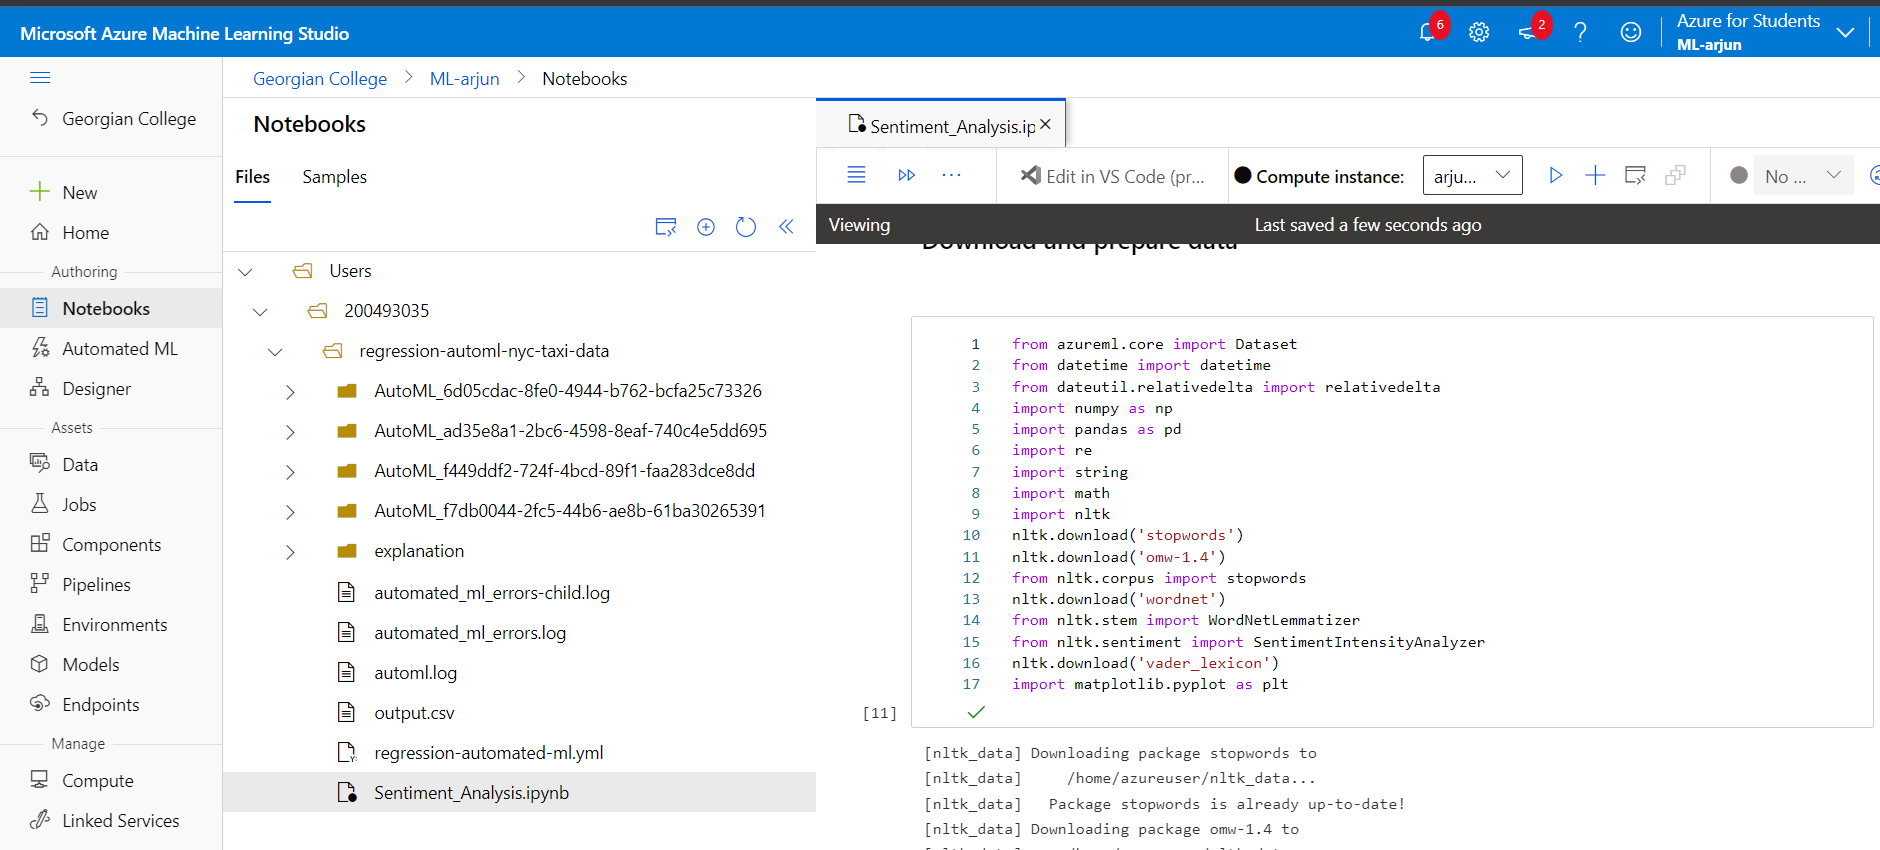 Microsoft Azure Machine Learning Studio
6
2
Azure for Students
ML-arjun
Georgian College
New
Home
Authoring
Notebooks
Automated ML
Designer
Assets
Data
Jobs
Components
Pipelines
Environments
Models
Endpoints
Manage
Compute
Linked Services
Georgian College > ML-arjun > Notebooks
Notebooks
Files Samples
Users
200493035
regression-automl-nyc-taxi-data
AutoML_6d05cdac-8fe0-4944-b762-bcfa25c73326
AutoML_ad35e8a1-2bc6-4598-8eaf-740c4e5dd695
AutoML_f449ddf2-724f-4bcd-89f1-faa283dce8dd
AutoML_f7db0044-2fc5-44b6-ae8b-61ba30265391
explanation
automated_ml_errors-child.log
automated_ml_errors.log
automl.log
output.csv
regression-automated-ml.yml
Sentiment_Analysis.ipynb
Sentiment_Analysis.ip
Edit in VS Code (pr... Compute instance: arju... No ...
Viewing Last saved a few seconds ago
Download and prepare data
1 from azureml.core import Dataset
2 from datetime import datetime
3 from dateutil.relativedelta import relativedelta
4 import numpy as np
5 import pandas as pd
6 import re
7 import string
8 import math
9 import nltk
10 nltk.download('stopwords')
11 nltk.download('omw-1.4')
12 from nltk.corpus import stopwords
13 nltk.download('wordnet')
14 from nltk.stem import WordNetLemmatizer
15 from nltk.sentiment import SentimentIntensityAnalyzer
16 nltk.download('vader_lexicon')
17 import matplotlib.pyplot as plt
[11]
[nltk_data] Downloading package stopwords to
[nltk_data] /home/azureuser/nltk_data...
[nltk_data] Package stopwords is already up-to-date!
[nltk_data] Downloading package omw-1.4 to